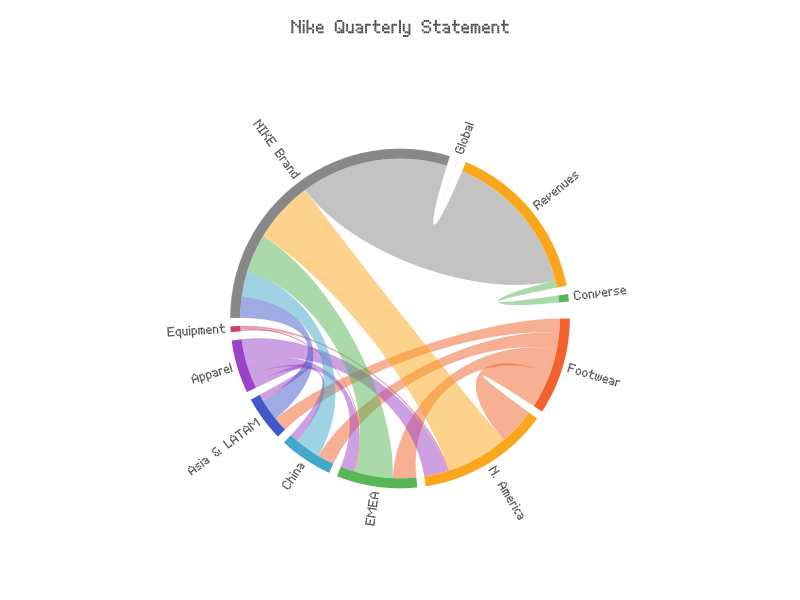 Nike Quarterly Statement
Global
NIKE Brand
Revenues
Converse
Equipment
Footwear
Apparel
Asia & LATAM
China
N. America
EMEA